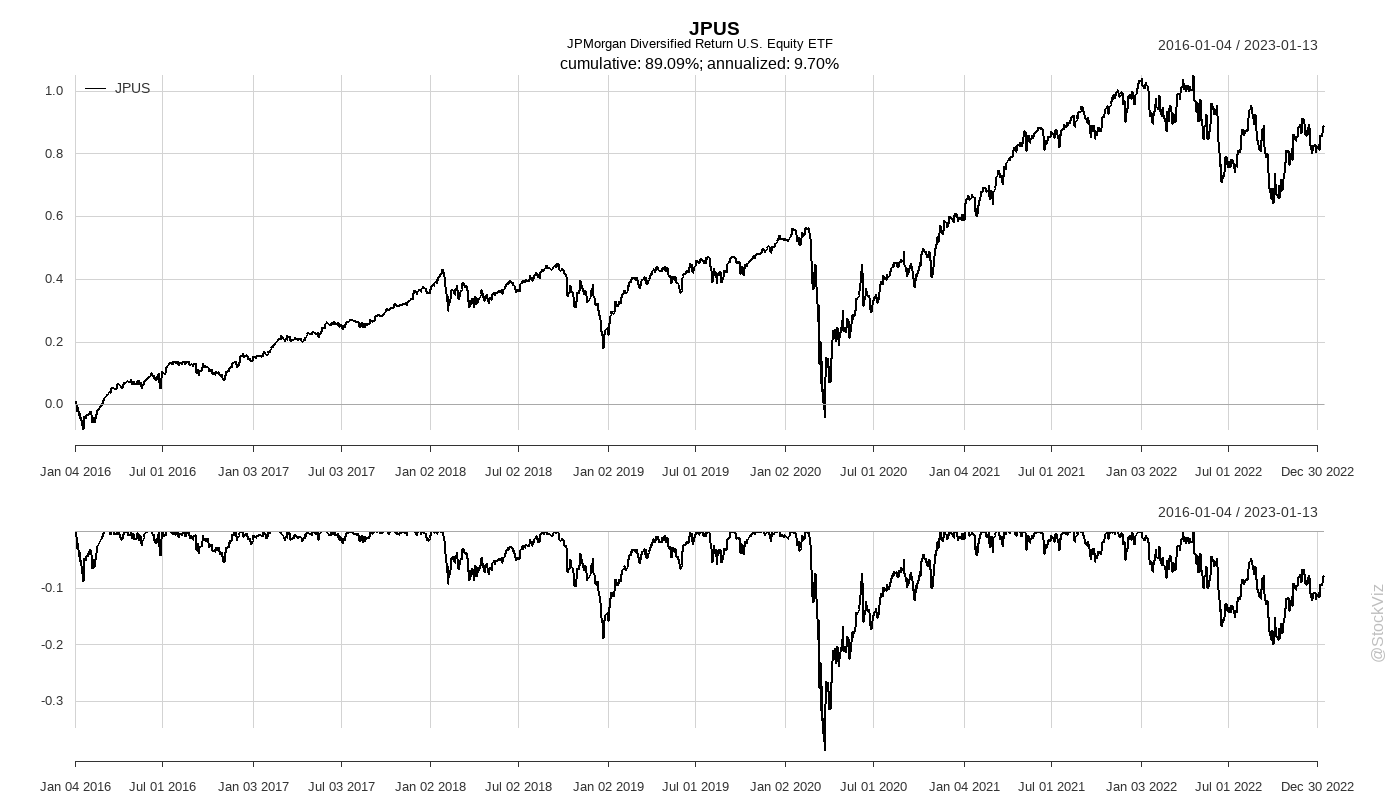 JPUS
JPMorgan Diversified Return U.S. Equity ETF
2016-01-04 / 2023-01-13
cumulative: 89.09%; annualized: 9.70%
JPUS
1.0
0.8
0.6
0.4
0.2
0.0
Jan 04 2016 Jul 01 2016 Jan 03 2017 Jul 03 2017 Jan 02 2018 Jul 02 2018 Jan 02 2019 Jul 01 2019 Jan 02 2020 Jul 01 2020 Jan 04 2021 Jul 01 2021 Jan 03 2022 Jul 01 2022 Dec 30 2022
2016-01-04 / 2023-01-13
-0.1
-0.2
-0.3
Jan 04 2016 Jul 01 2016 Jan 03 2017 Jul 03 2017 Jan 02 2018 Jul 02 2018 Jan 02 2019 Jul 01 2019 Jan 02 2020 Jul 01 2020 Jan 04 2021 Jul 01 2021 Jan 03 2022 Jul 01 2022 Dec 30 2022
@StockViz